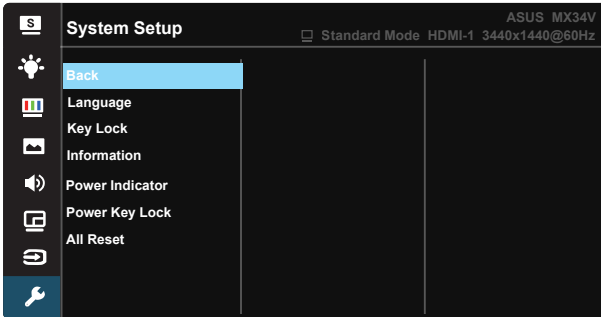 S
System Setup
ASUS MX34V
Standard Mode HDMI-1 3440x1440@60Hz
Back
Language
Key Lock
Information
Power Indicator
Power Key Lock
All Reset